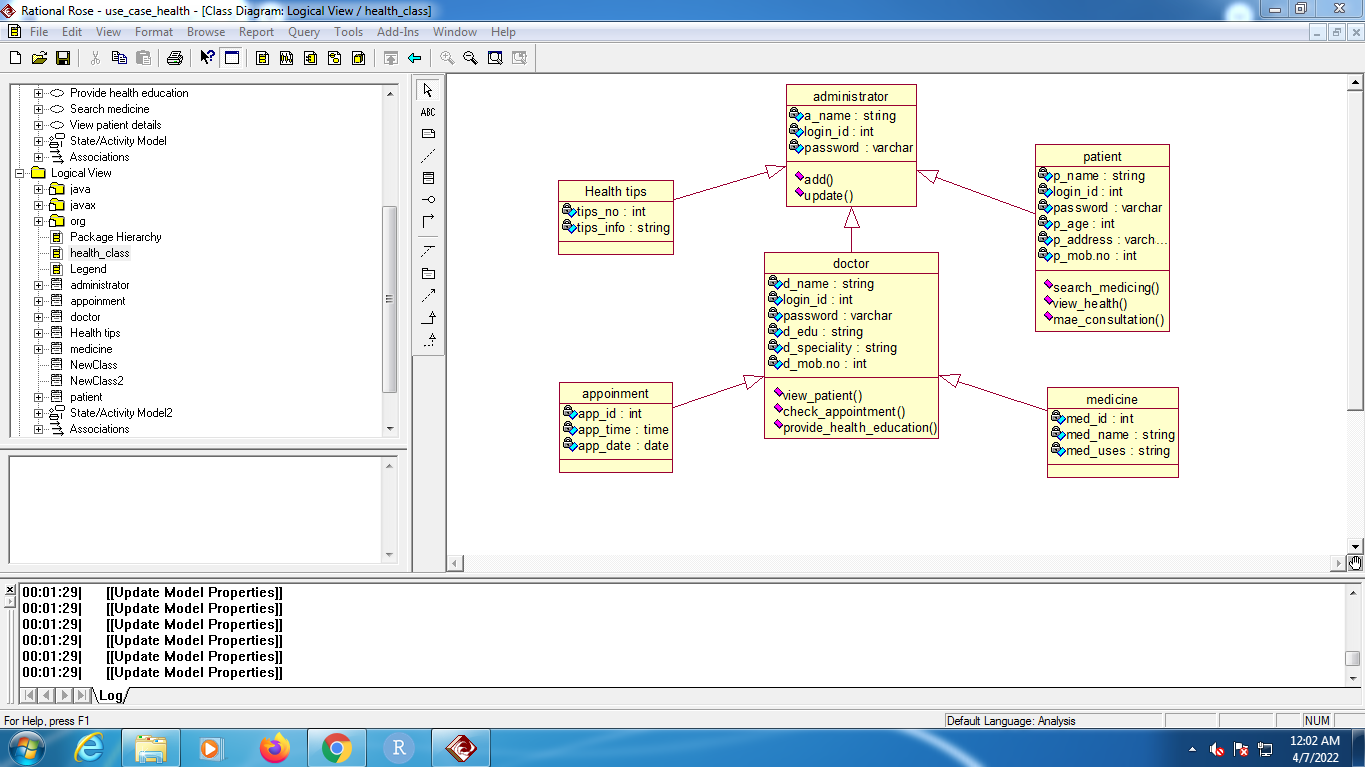 Rational Rose - use_case_health - [Class Diagram: Logical View / health_class]
File Edit View Format Browse Report Query Tools Add-Ins Window Help
Provide health education
Search medicine
View patient details
State/Activity Model
Associations
Logical View
java
javax
org
Package Hierarchy
health_class
Legend
administrator
appoinment
doctor
Health tips
medicine
NewClass
NewClass2
patient
State/Activity Model2
Associations
ABC
administrator
a_name : string
login_id : int
password : varchar
add()
update()
Health tips
tips_no : int
tips_info : string
patient
p_name : string
login_id : int
password : varchar
p_age : int
p_address : varch...
p_mob.no : int
search_medicing()
view_health()
mae_consultation()
doctor
d_name : string
login_id : int
password : varchar
d_edu : string
d_speciality : string
d_mob.no : int
view_patient()
check_appointment()
provide_health_education()
appoinment
app_id : int
app_time : time
app_date : date
medicine
med_id : int
med_name : string
med_uses : string
00:01:29| [[Update Model Properties]]
00:01:29| [[Update Model Properties]]
00:01:29| [[Update Model Properties]]
00:01:29| [[Update Model Properties]]
00:01:29| [[Update Model Properties]]
00:01:29| [[Update Model Properties]]
Log
For Help, press F1
Default Language: Analysis
NUM
R
12:02 AM
4/7/2022